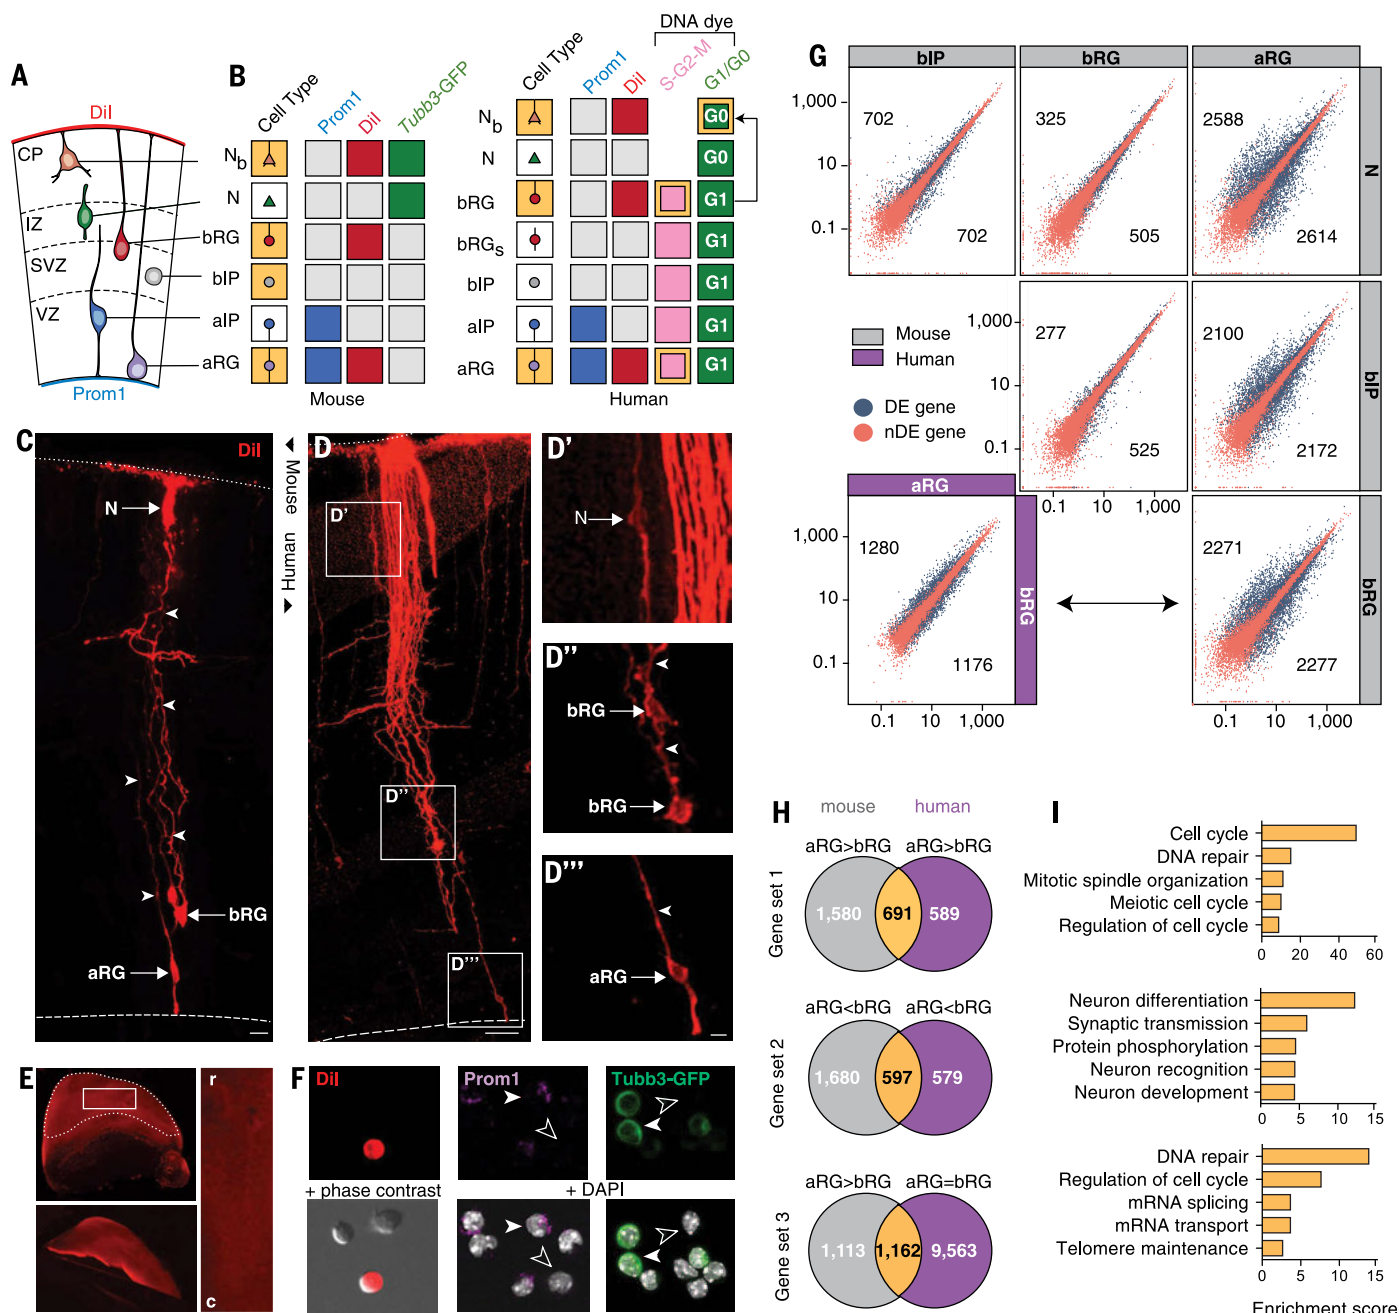 A
DiI
CP
IZ
SVZ
VZ
Prom1
B
Cell Type
Prom1
DiI
Tubb3-GFP
Nb
N
bRG
bIP
aIP
aRG
Mouse
DNA dye
Cell Type
Prom1
DiI
S-G2-M
G1/G0
Nb
G0
N
G0
bRG
G1
bRGs
G1
bIP
G1
aIP
G1
aRG
G1
Human
C
DiI
N
bRG
aRG
Mouse
Human
D
D'
D''
D'''
D'
N
D''
bRG
bRG
D'''
aRG
E
r
c
F
DiI
Prom1
Tubb3-GFP
+ phase contrast
+ DAPI
G
bIP
bRG
aRG
N
1,000
10
0.1
702
702
325
505
2588
2614
Mouse
Human
DE gene
nDE gene
1,000
10
0.1
277
525
2100
2172
bIP
0.1
10
1,000
aRG
bRG
1,000
10
0.1
1280
1176
2271
2277
bRG
0.1
10
1,000
0.1
10
1,000
H
mouse
human
Gene set 1
aRG>bRG
aRG>bRG
1,580
691
589
Gene set 2
aRG<bRG
aRG<bRG
1,680
597
579
Gene set 3
aRG>bRG
aRG=bRG
1,113
1,162
9,563
I
Cell cycle
DNA repair
Mitotic spindle organization
Meiotic cell cycle
Regulation of cell cycle
0
20
40
60
Neuron differentiation
Synaptic transmission
Protein phosphorylation
Neuron recognition
Neuron development
0
5
10
15
DNA repair
Regulation of cell cycle
mRNA splicing
mRNA transport
Telomere maintenance
0
5
10
15
Enrichment score